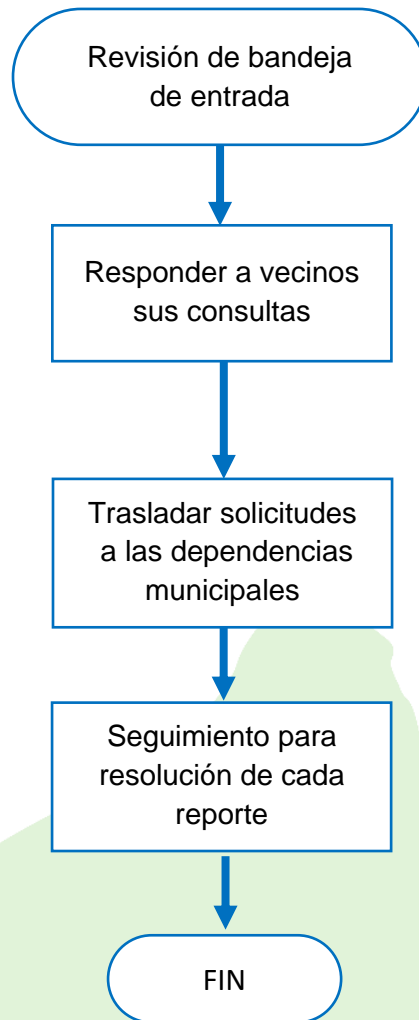 Revisión de bandeja
de entrada
Responder a vecinos
sus consultas
Trasladar solicitudes
a las dependencias
municipales
Seguimiento para
resolución de cada
reporte
FIN